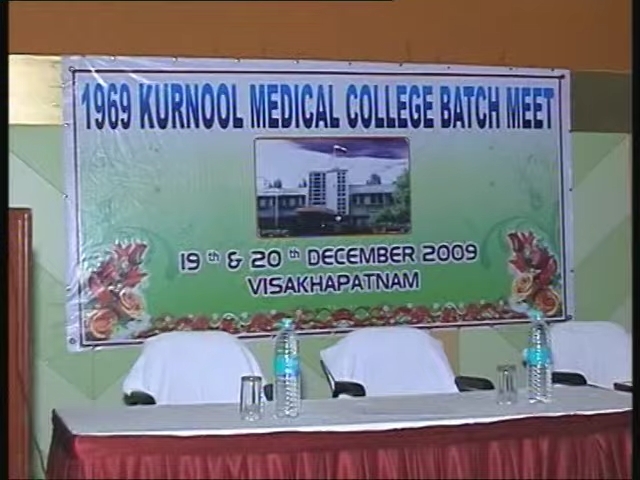 1969 KURNOOL MEDICAL COLLEGE BATCH MEET
19 th & 20 th DECEMBER 2009
VISAKHAPATNAM